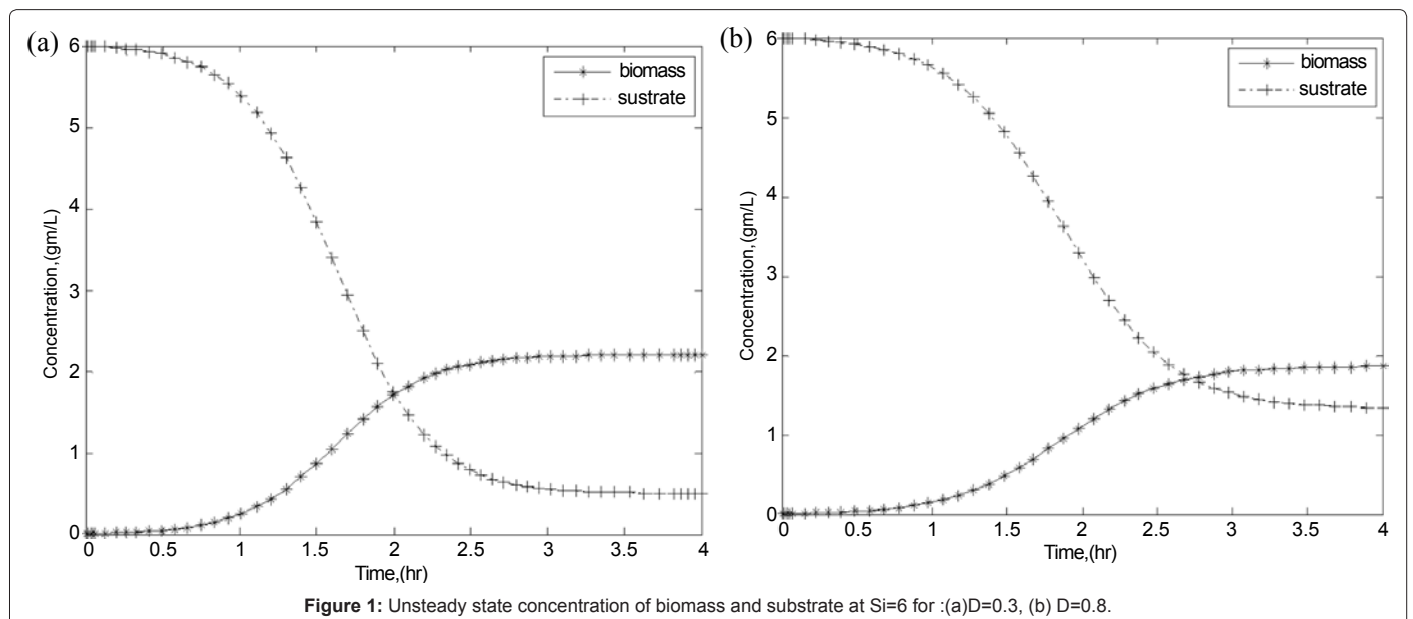 (a)
6
5
4
3
2
1
0
Concentration,(gm/L)
biomass
sustrate
0 0.5 1 1.5 2 2.5 3 3.5 4
Time,(hr)
(b)
6
5
4
3
2
1
0
Concentration,(gm/L)
biomass
sustrate
0 0.5 1 1.5 2 2.5 3 3.5 4
Time,(hr)
Figure 1: Unsteady state concentration of biomass and substrate at Si=6 for :(a)D=0.3, (b) D=0.8.